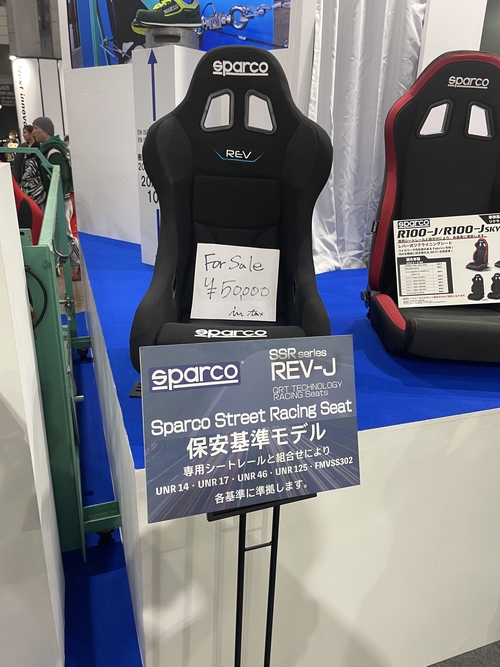 sparco
sparco
REV
For Sale
¥50,000
in tax
sparco
sparco
R100-J/R100-JSKY
sparco
SSR series
REV-J
QRT TECHNOLOGY
RACING Seats
Sparco Street Racing Seat
保安基準モデル
専用シートレールと組合せにより
UNR 14・UNR 17・UNR 46・UNR 125・FMVSS302
各基準に準拠します。